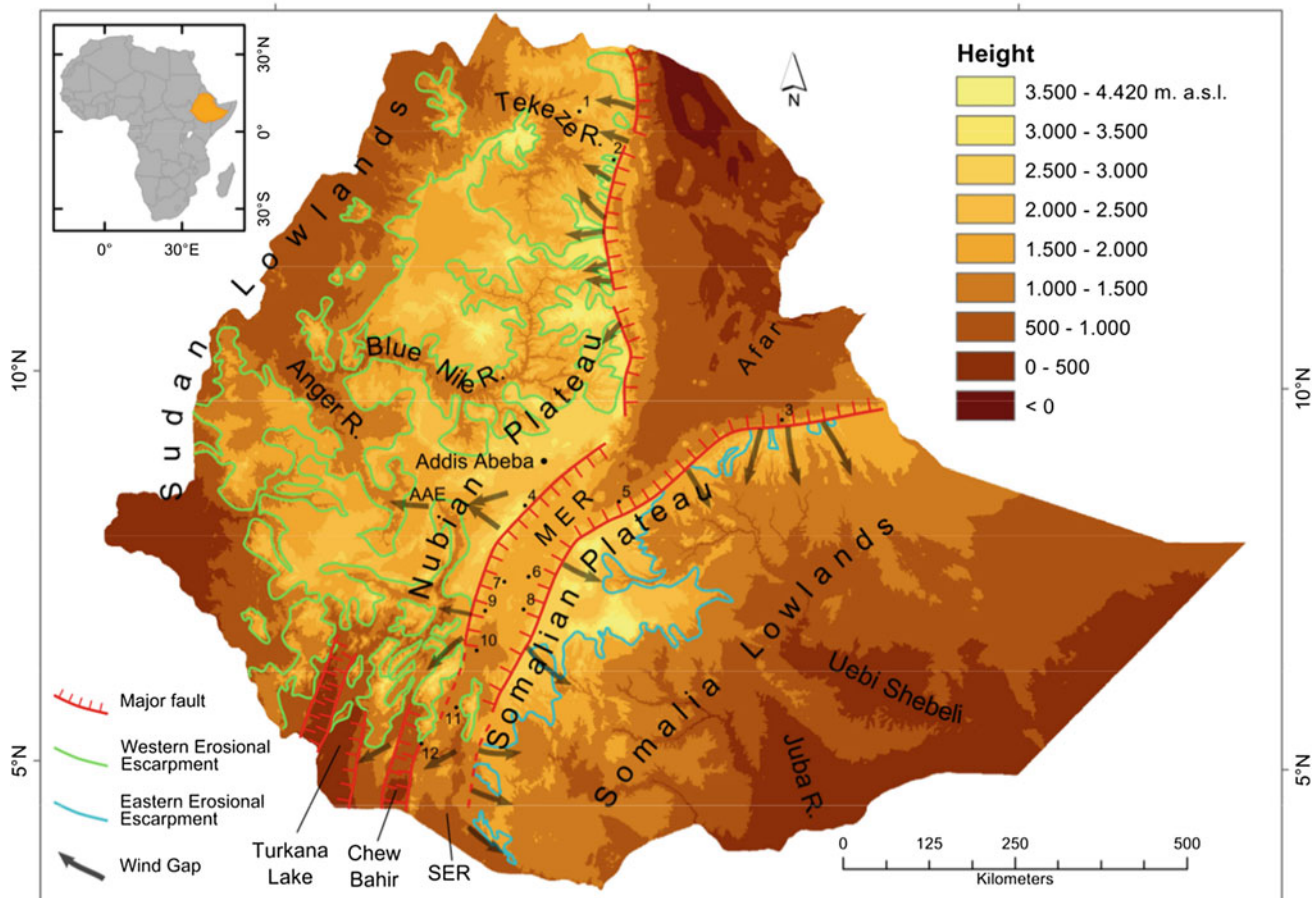 30°N
0°
30°S
0°
30°E
N
Height
3.500 - 4.420 m. a.s.l.
3.000 - 3.500
2.500 - 3.000
2.000 - 2.500
1.500 - 2.000
1.000 - 1.500
500 - 1.000
0 - 500
< 0
Sudan Lowlands
Tekeze R.
1
2
Blue Nile R.
Anger R.
Nubian Plateau
Afar
3
Addis Abeba
AAE
4
MER
5
Somalian Plateau
6
7
8
9
10
11
12
Somalia Lowlands
Uebi Shebeli
Juba R.
10°N
10°N
5°N
5°N
Major fault
Western Erosional
Escarpment
Eastern Erosional
Escarpment
Wind Gap
Turkana
Lake
Chew
Bahir
SER
0 125 250 500
Kilometers